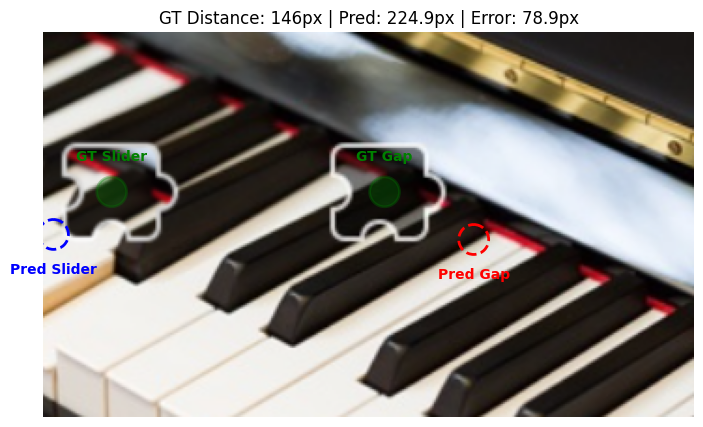 GT Distance: 146px | Pred: 224.9px | Error: 78.9px
GT Slider
GT Gap
Pred Slider
Pred Gap